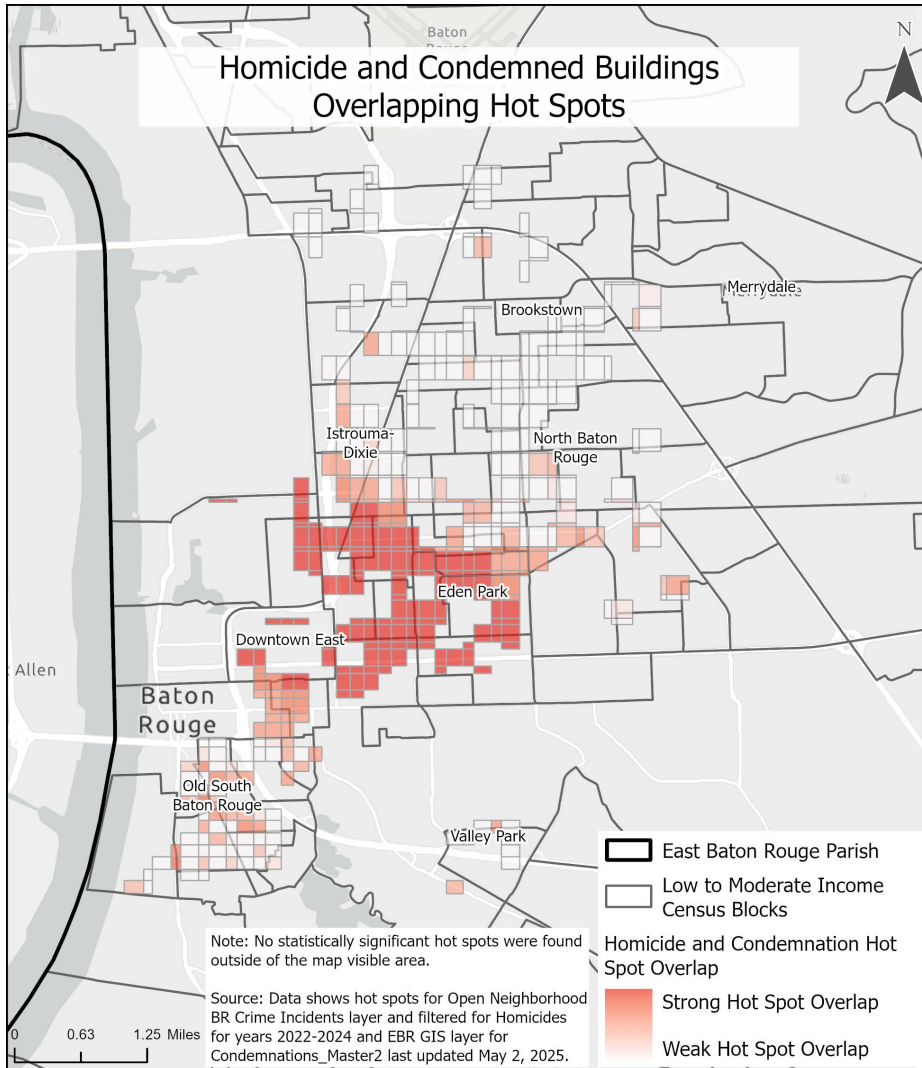 Baton
Homicide and Condemned Buildings
Overlapping Hot Spots
N
Merrydale
Brookstown
Istrouma-
Dixie
North Baton
Rouge
Eden Park
Downtown East
Allen
Baton
Rouge
Old South
Baton Rouge
Valley Park
East Baton Rouge Parish
Low to Moderate Income
Census Blocks
Homicide and Condemnation Hot
Spot Overlap
Strong Hot Spot Overlap
Weak Hot Spot Overlap
Note: No statistically significant hot spots were found
outside of the map visible area.
Source: Data shows hot spots for Open Neighborhood
BR Crime Incidents layer and filtered for Homicides
for years 2022-2024 and EBR GIS layer for
Condemnations_Master2 last updated May 2, 2025.
0 0.63 1.25 Miles